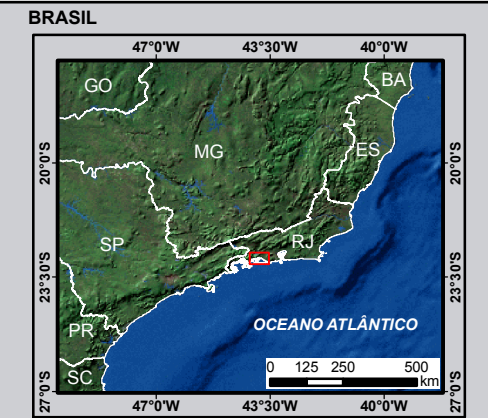 BRASIL
47°0'W 43°30'W 40°0'W
GO
BA
MG
ES
20°0'S 20°0'S
SP
RJ
23°30'S 23°30'S
PR
OCEANO ATLÂNTICO
SC
0 125 250 500
km
27°0'S 27°0'S
47°0'W 43°30'W 40°0'W